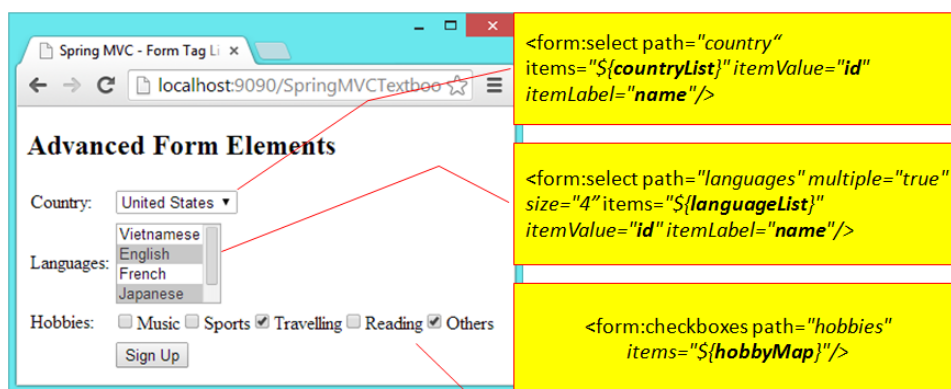 Spring MVC - Form Tag Li
localhost:9090/SpringMVCTextboo
Advanced Form Elements
Country:
United States
Languages:
Vietnamese
English
French
Japanese
Hobbies:
Music Sports Travelling Reading Others
Sign Up
<form:select path="country“
items="${countryList}" itemValue="id"
itemLabel="name"/>
<form:select path="languages" multiple="true"
size="4” items="${languageList}"
itemValue="id" itemLabel="name"/>
<form:checkboxes path="hobbies"
items="${hobbyMap}"/>